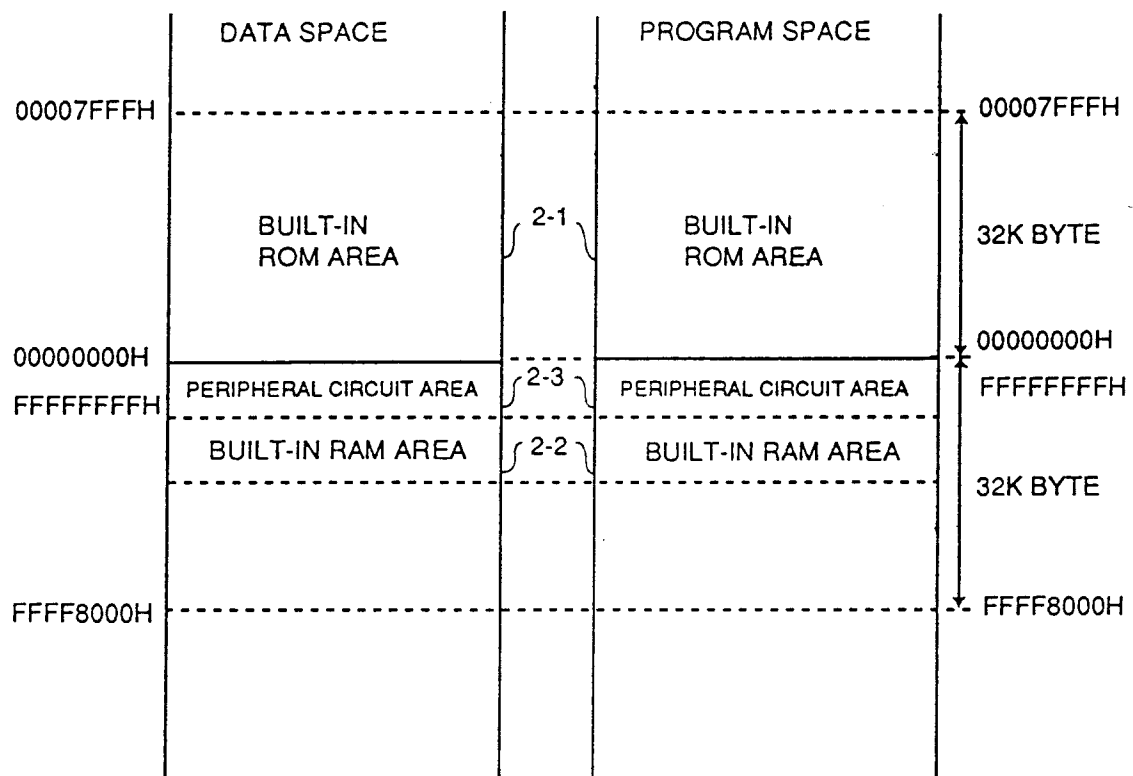 DATA SPACE
PROGRAM SPACE
00007FFFH
00007FFFH
BUILT-IN
ROM AREA
2-1
BUILT-IN
ROM AREA
32K BYTE
00000000H
00000000H
PERIPHERAL CIRCUIT AREA
2-3
PERIPHERAL CIRCUIT AREA
FFFFFFFFH
FFFFFFFFH
BUILT-IN RAM AREA
2-2
BUILT-IN RAM AREA
32K BYTE
FFFF8000H
FFFF8000H